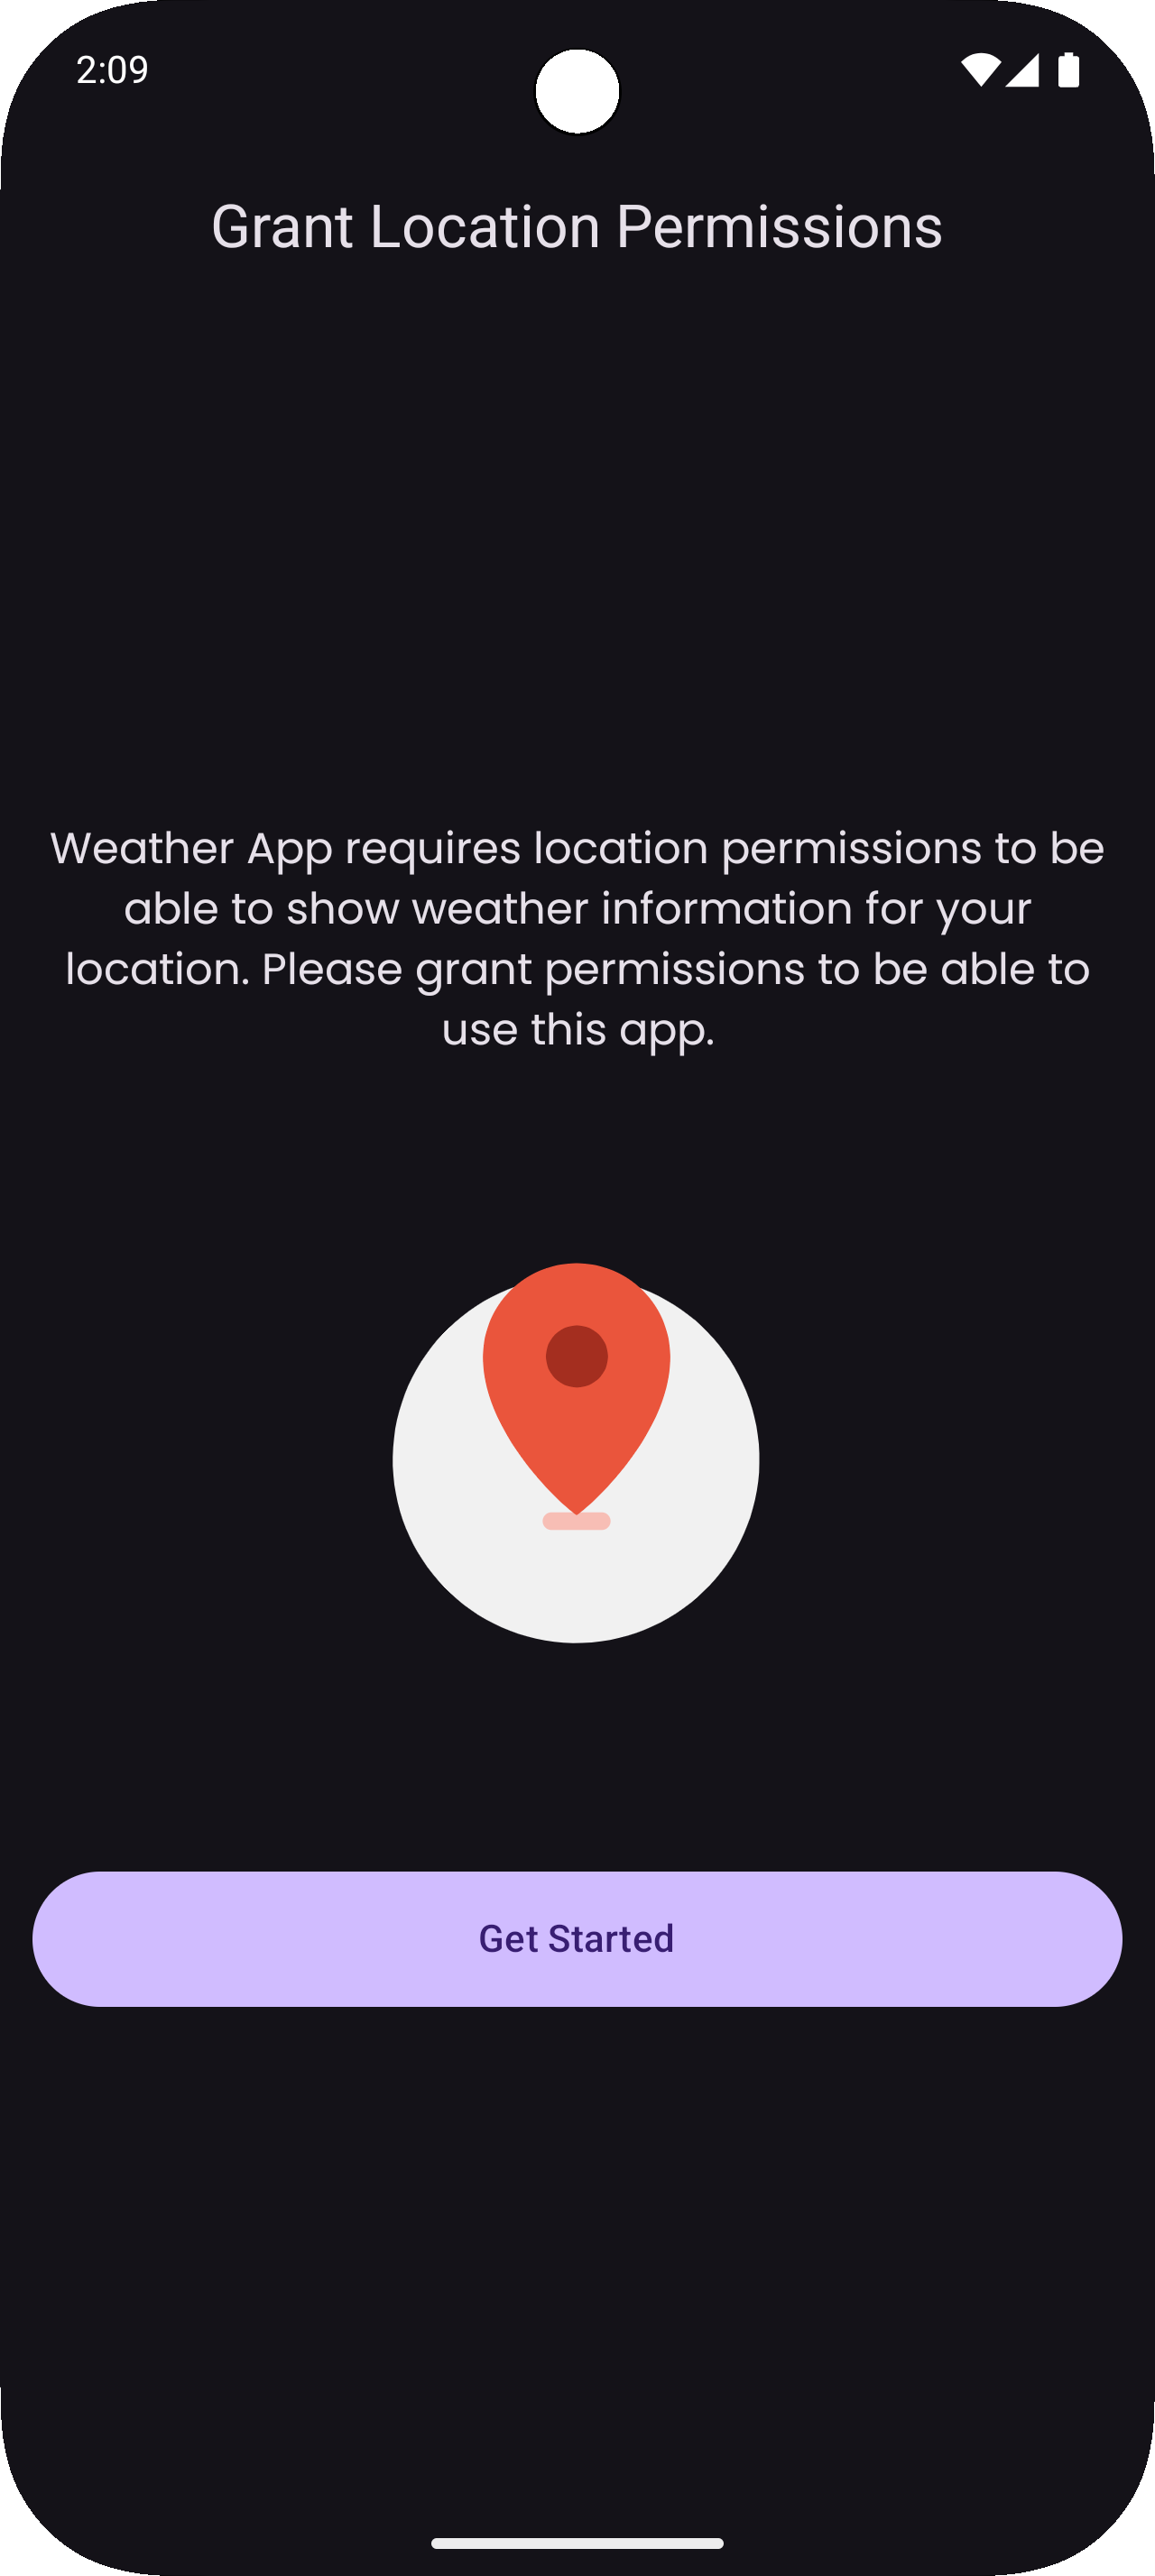 2:09
Grant Location Permissions
Weather App requires location permissions to be
able to show weather information for your
location. Please grant permissions to be able to
use this app.
Get Started